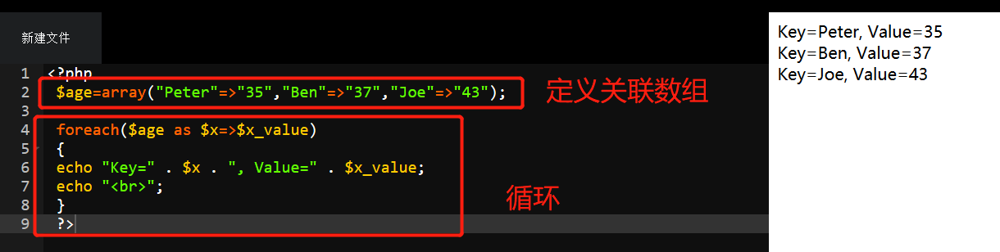 新建文件
1 <?php
2 $age=array("Peter"=>"35","Ben"=>"37","Joe"=>"43");
定义关联数组
3
4 foreach($age as $x=>$x_value)
5 {
6 echo "Key=" . $x . ", Value=" . $x_value;
7 echo "<br>";
8 }
循环
9 ?>
Key=Peter, Value=35
Key=Ben, Value=37
Key=Joe, Value=43